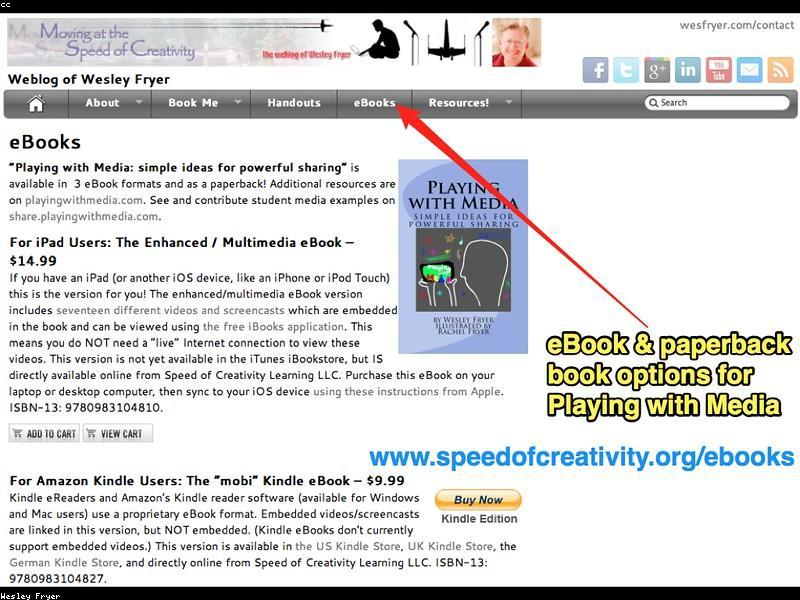 cc
Moving at the
Speed of Creativity
the weblog of Wesley Fryer
wesfryer.com/contact
Weblog of Wesley Fryer
About
Book Me
Handouts
eBooks
Resources!
Search
eBooks
"Playing with Media: simple ideas for powerful sharing" is
available in 3 eBook formats and as a paperback! Additional resources are
on playingwithmedia.com. See and contribute student media examples on
share.playingwithmedia.com.
For iPad Users: The Enhanced / Multimedia eBook –
$14.99
If you have an iPad (or another iOS device, like an iPhone or iPod Touch)
this is the version for you! The enhanced/multimedia eBook version
includes seventeen different videos and screencasts which are embedded
in the book and can be viewed using the free iBooks application. This
means you do NOT need a "live" Internet connection to view these
videos. This version is not yet available in the iTunes iBookstore, but IS
directly available online from Speed of Creativity Learning LLC. Purchase this eBook on your
laptop or desktop computer, then sync to your iOS device using these instructions from Apple.
ISBN-13: 9780983104810.
ADD TO CART
VIEW CART
PLAYING
WITH MEDIA
SIMPLE IDEAS FOR
POWERFUL SHARING
BY WESLEY FRYER
ILLUSTRATED BY
RACHEL FRYER
eBook & paperback
book options for
Playing with Media
www.speedofcreativity.org/ebooks
For Amazon Kindle Users: The "mobi" Kindle eBook – $9.99
Kindle eReaders and Amazon's Kindle reader software (available for Windows
and Mac users) use a proprietary eBook format. Embedded videos/screencasts
are linked in this version, but NOT embedded. (Kindle eBooks don't currently
support embedded videos.) This version is available in the US Kindle Store, UK Kindle Store, the
German Kindle Store, and directly online from Speed of Creativity Learning LLC. ISBN-13:
9780983104827.
Buy Now
Kindle Edition
Wesley Fryer